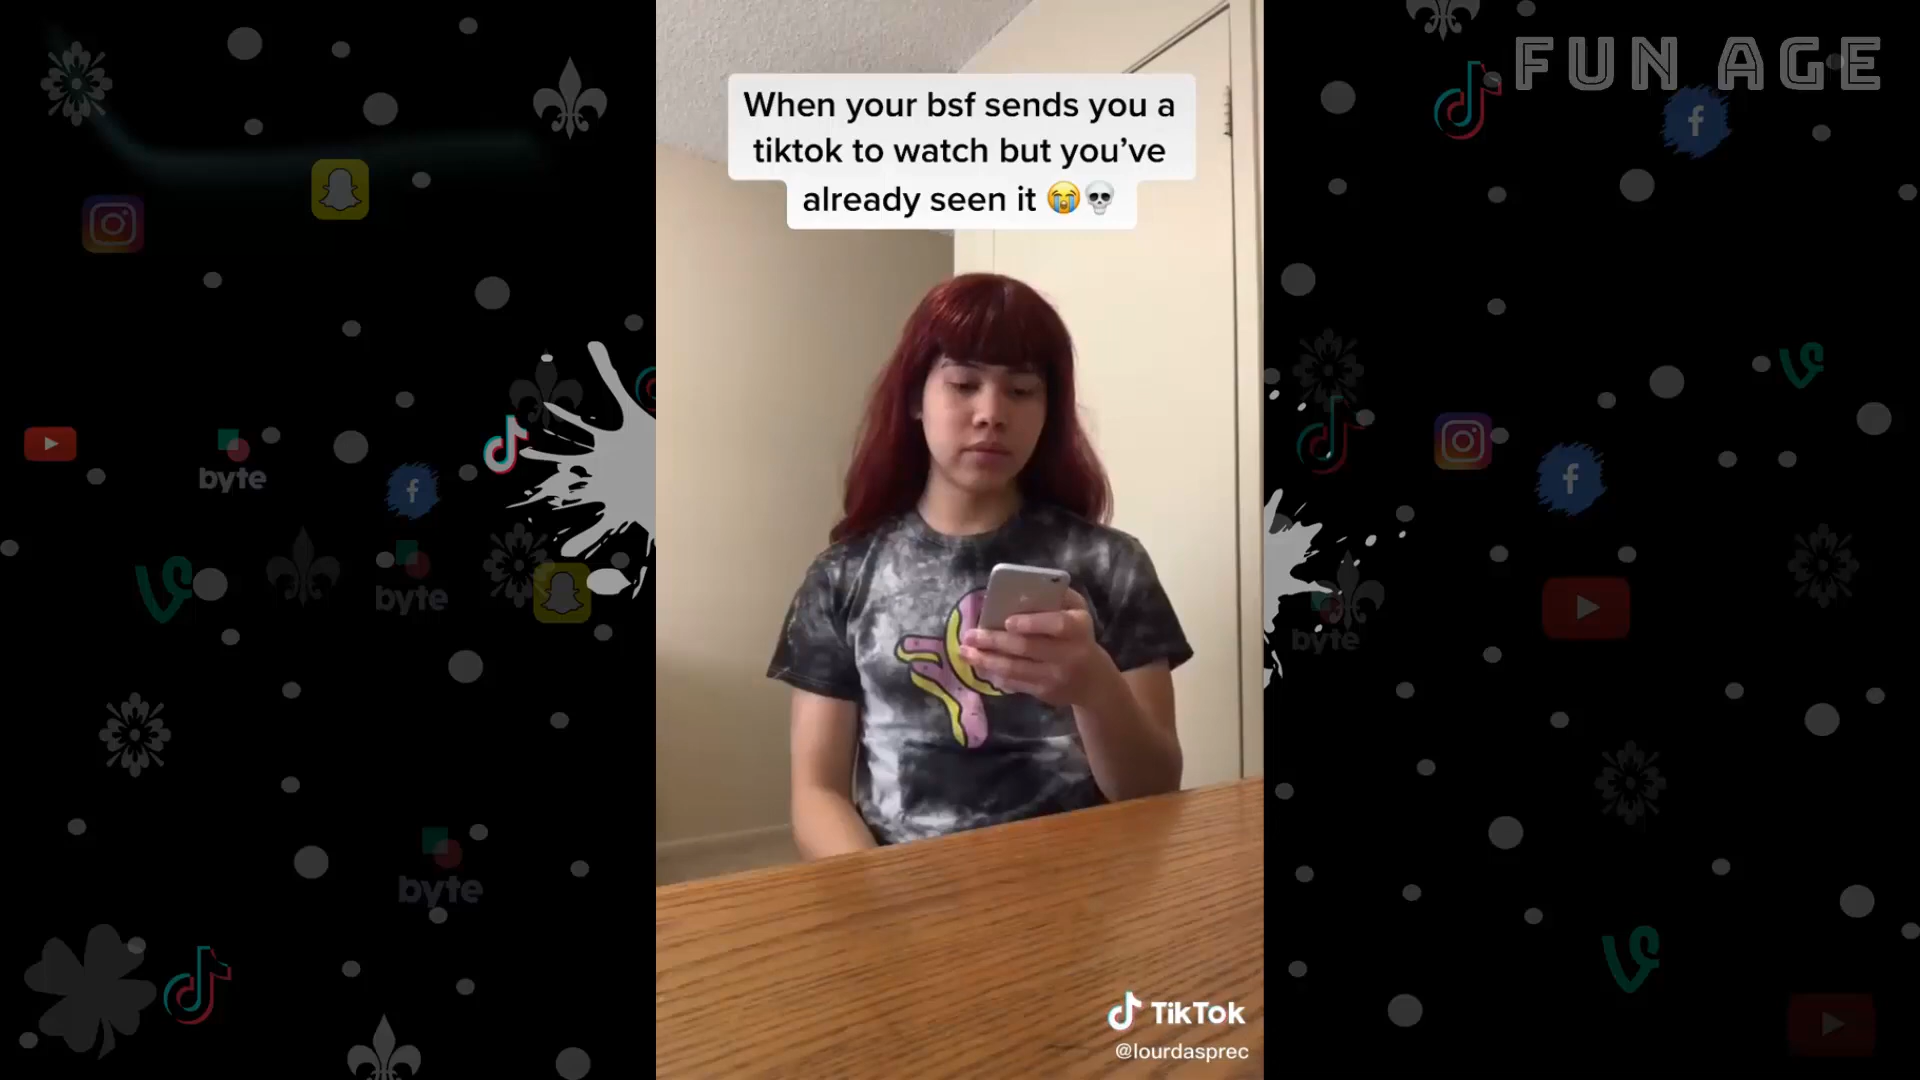 FUN AGE
When your bsf sends you a
tiktok to watch but you’ve
already seen it 😭💀
byte
byte
byte
byte
TikTok
@lourdasprec